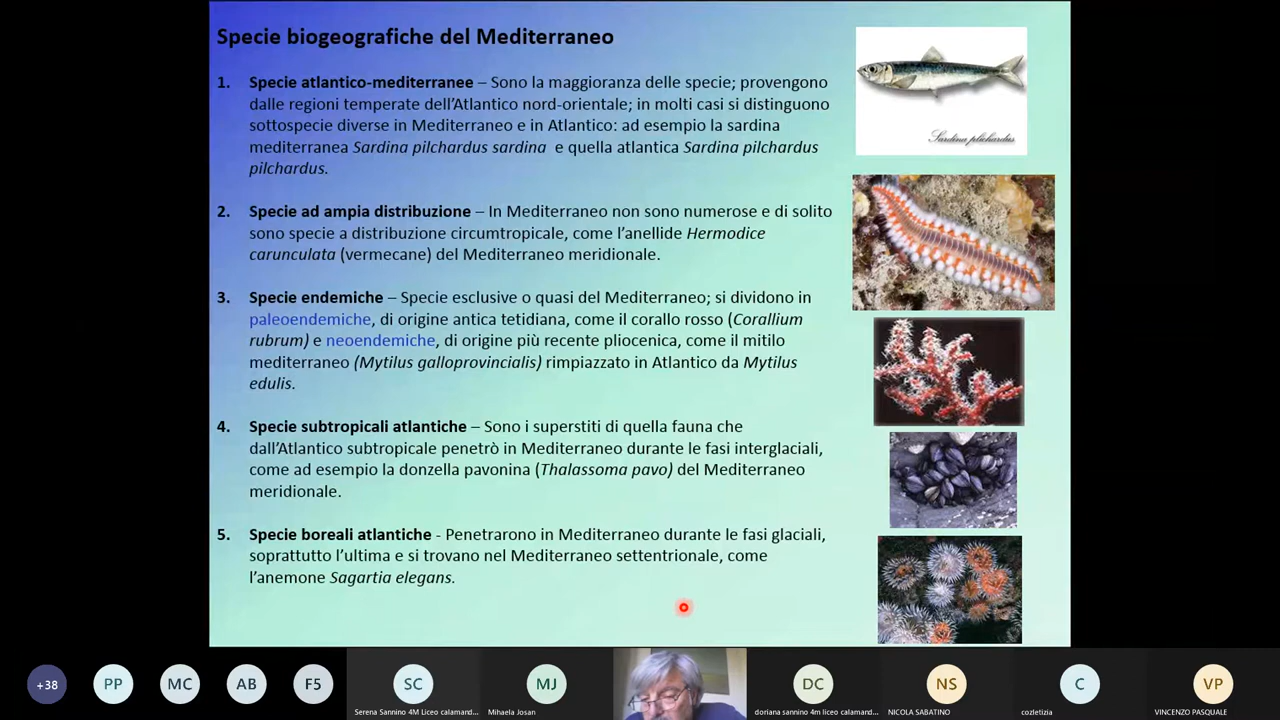 Specie biogeografiche del Mediterraneo
1. Specie atlantico-mediterranee – Sono la maggioranza delle specie; provengono
dalle regioni temperate dell’Atlantico nord-orientale; in molti casi si distinguono
sottospecie diverse in Mediterraneo e in Atlantico: ad esempio la sardina
mediterranea Sardina pilchardus sardina e quella atlantica Sardina pilchardus
pilchardus.
Sardina plichardus
2. Specie ad ampia distribuzione – In Mediterraneo non sono numerose e di solito
sono specie a distribuzione circumtropicale, come l’anellide Hermodice
carunculata (vermecane) del Mediterraneo meridionale.
3. Specie endemiche – Specie esclusive o quasi del Mediterraneo; si dividono in
paleoendemiche, di origine antica tetidiana, come il corallo rosso (Corallium
rubrum) e neoendemiche, di origine più recente pliocenica, come il mitilo
mediterraneo (Mytilus galloprovincialis) rimpiazzato in Atlantico da Mytilus
edulis.
4. Specie subtropicali atlantiche – Sono i superstiti di quella fauna che
dall’Atlantico subtropicale penetrò in Mediterraneo durante le fasi interglaciali,
come ad esempio la donzella pavonina (Thalassoma pavo) del Mediterraneo
meridionale.
5. Specie boreali atlantiche - Penetrarono in Mediterraneo durante le fasi glaciali,
soprattutto l’ultima e si trovano nel Mediterraneo settentrionale, come
l’anemone Sagartia elegans.
+38 PP MC AB F5 SC MJ DC NS C VP
Serena Sannino 4M Liceo calamand... Mihaela Josan doriana sannino 4m liceo calamand... NICOLA SABATINO cozletizia VINCENZO PASQUALE